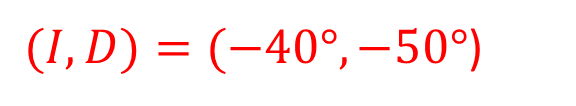 (I, D) = (−40°, −50°)